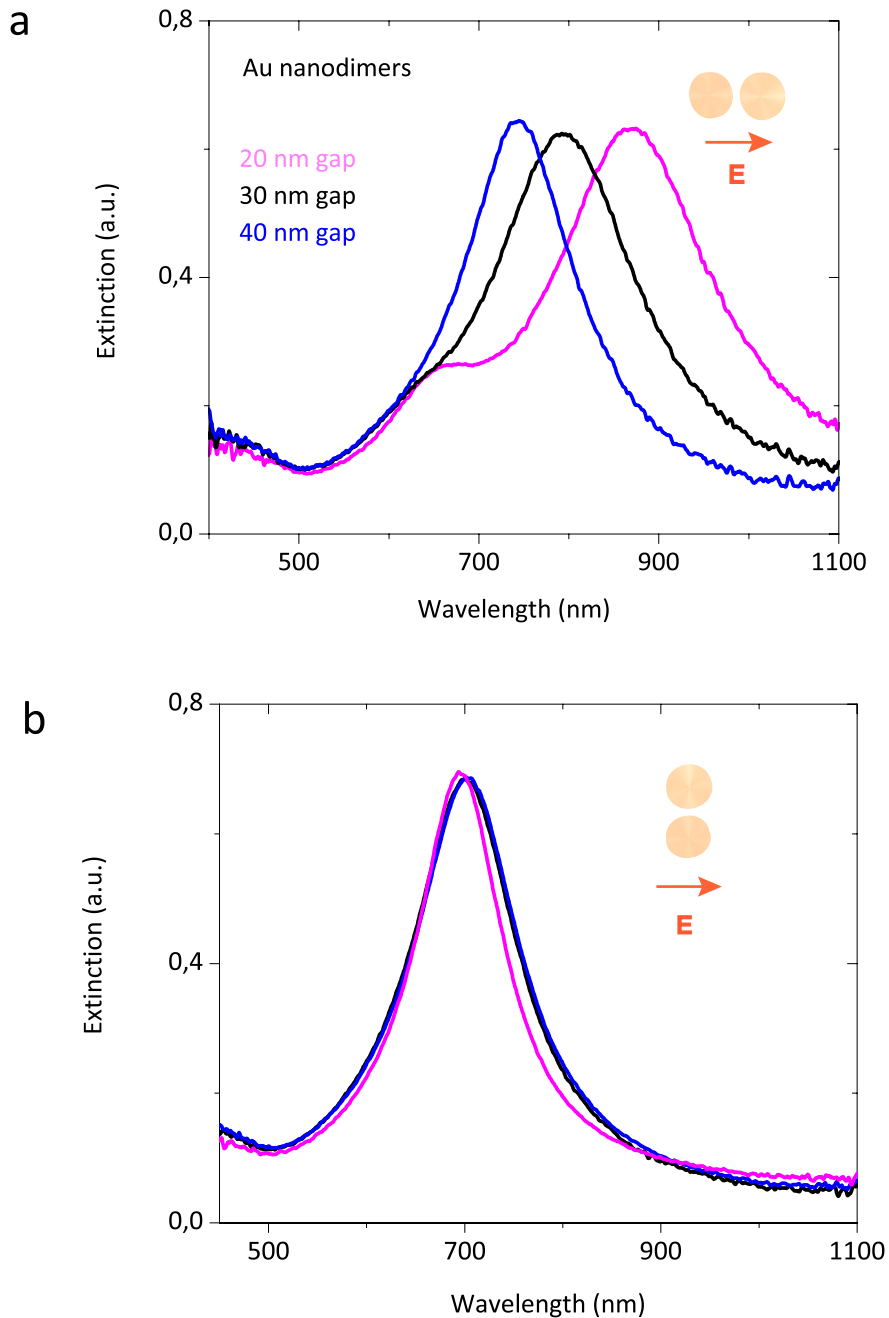 a
0,8
Au nanodimers
20 nm gap
30 nm gap
40 nm gap
E
0,4
Extinction (a.u.)
0,0
500
700
900
1100
Wavelength (nm)
b
0,8
E
0,4
Extinction (a.u.)
0,0
500
700
900
1100
Wavelength (nm)